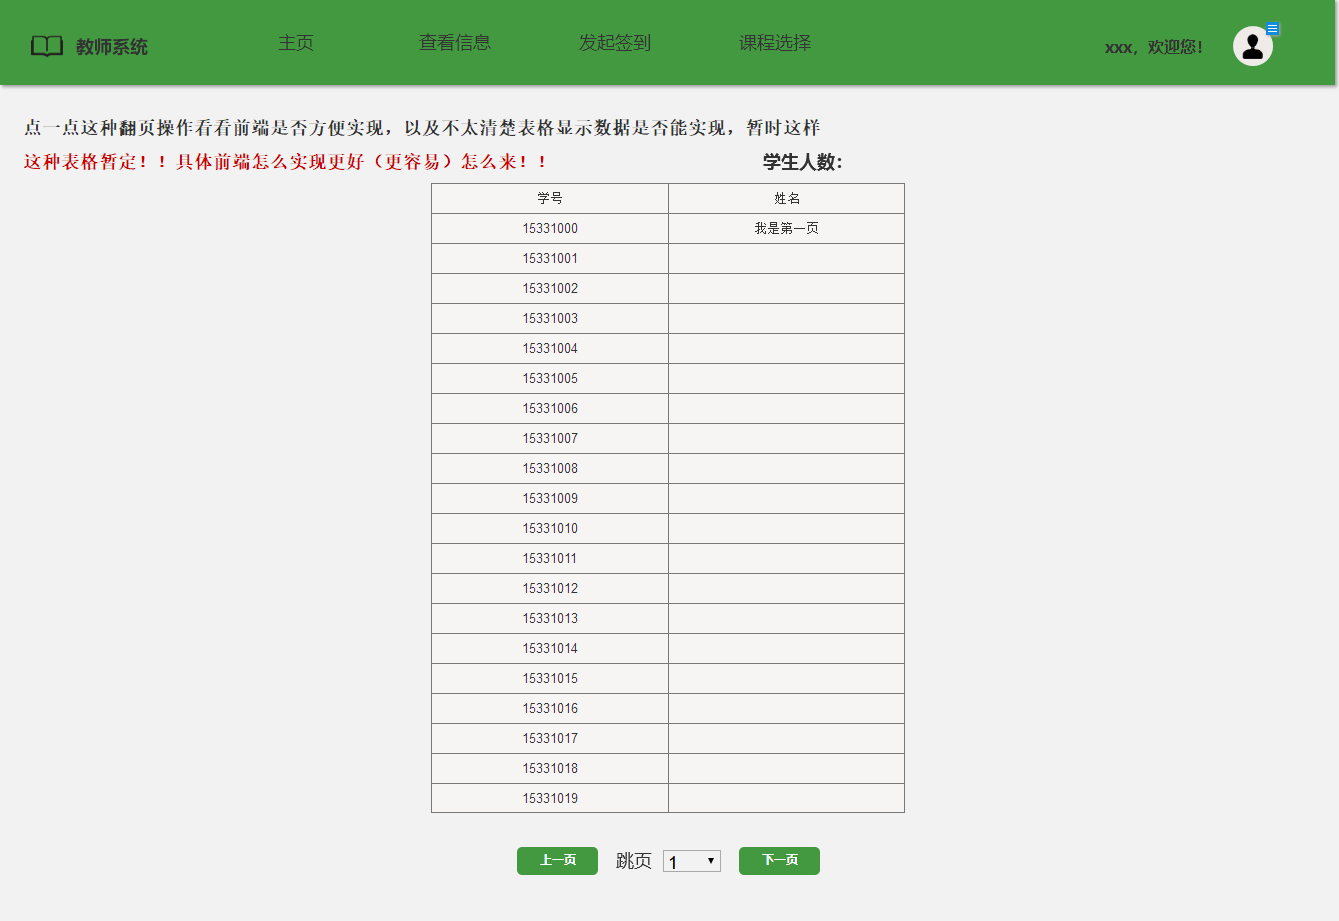 教师系统
主页
查看信息
发起签到
课程选择
xxx，欢迎您！
点一点这种翻页操作看看前端是否方便实现，以及不太清楚表格显示数据是否能实现，暂时这样
这种表格暂定！！具体前端怎么实现更好（更容易）怎么来！！
学生人数：
学号 姓名
15331000 我是第一页
15331001
15331002
15331003
15331004
15331005
15331006
15331007
15331008
15331009
15331010
15331011
15331012
15331013
15331014
15331015
15331016
15331017
15331018
15331019
上一页 跳页 1 下一页